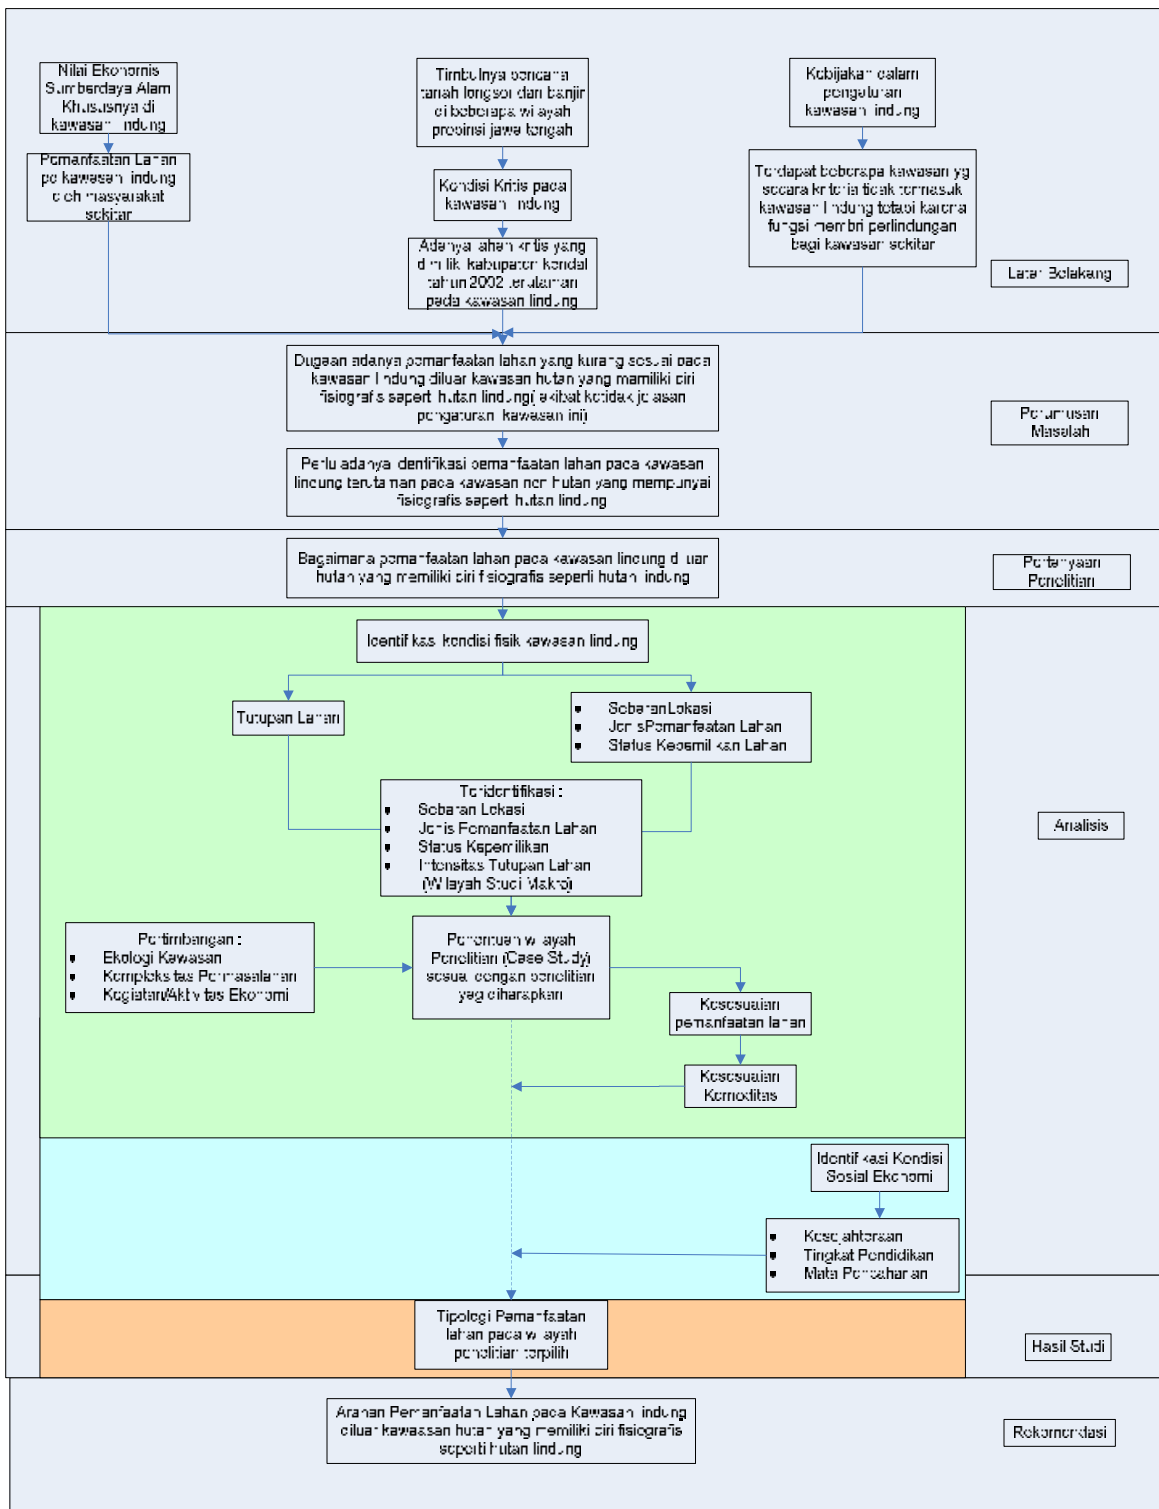 Nilai Ekonomis
Sumberdaya Alam
Khususnya di
kawasan lindung
Pemanfaatan Lahan
pd kawasan lindung
oleh masyarakat
sekitar
Timbulnya bencana
tanah longsor dan banjir
di beberapa wilayah
propinsi jawa tengah
Kondisi Kritis pada
kawasan lindung
Adanya lahan kritis yang
dimiliki kabupaten kendal
tahun 2002 terutaman
pada kawasan lindung
Kebijakan dalam
pengaturan
kawasan lindung
Terdapat beberapa kawasan yg
secara kriteria tidak termasuk
kawasan lindung tetapi karena
fungsi membri perlindungan
bagi kawasan sekitar
Latar Belakang
Dugaan adanya pemanfaatan lahan yang kurang sesuai pada
kawasan lindung diluar kawasan hutan yang memiliki ciri
fisiografis seperti hutan lindung( akibat ketidak jelasan
pengaturan kawasan ini)
Perlu adanya identifikasi pemanfaatan lahan pada kawasan
lindung terutaman pada kawasan non hutan yang mempunyai
fisiografis seperti hutan lindung
Perumusan
Masalah
Bagaimana pemanfaatan lahan pada kawasan lindung diluar
hutan yang memiliki ciri fisiografis seperti hutan lindung
Pertanyaan
Penelitian
Identifikasi kondisi fisik kawasan lindung
Tutupan Lahan
▪ Sebaran Lokasi
▪ Jenis Pemanfaatan Lahan
▪ Status Kepemilikan Lahan
Teridentifikasi :
▪ Sebaran Lokasi
▪ Jenis Pemanfaatan Lahan
▪ Status Kepemilikan
▪ Intensitas Tutupan Lahan
(Wilayah Studi Makro)
Analisis
Pertimbangan :
▪ Ekologi Kawasan
▪ Kompleksitas Permasalahan
▪ Kegiatan/Aktivitas Ekonomi
Penentuan wilayah
Penelitian (Case Study)
sesuai dengan penelitian
yag diharapkan
Kesesuaian
pemanfaatan lahan
Kesesuaian
Komoditas
Identifikasi Kondisi
Sosial Ekonomi
▪ Kesejahteraan
▪ Tingkat Pendidikan
▪ Mata Pencaharian
Tipologi Pemanfaatan
lahan pada wilayah
penelitian terpilih
Hasil Studi
Arahan Pemanfaatan Lahan pada Kawasan lindung
diluar kawaasan hutan yang memiliki ciri fisiografis
seperti hutan lindung
Rekomendasi